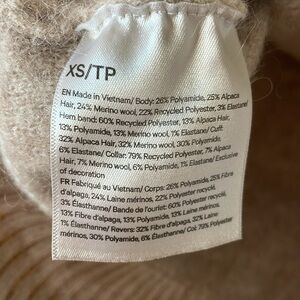 XS/TP
EN Made in Vietnam/ Body: 26% Polyamide, 25% Alpaca
Hair, 24% Merino wool, 22% Recycled Polyester, 3% Elastane/
Hem band: 60% Recycled Polyester, 13% Alpaca Hair,
13% Polyamide, 13% Merino wool, 1% Elastane/ Cuff:
32% Alpaca Hair, 32% Merino wool, 30% Polyamide,
6% Elastane/ Collar: 79% Recycled Polyester, 7% Alpaca
Hair, 7% Merino wool, 6% Polyamide, 1% Elastane/ Exclusive
of decoration
FR Fabriqué au Vietnam/ Corps: 26% Polyamide, 25% Fibre
d'alpaga, 24% Laine mérinos, 22% Polyester recyclé,
3% Élasthanne/ Bande de l'ourlet: 60% Polyester recyclé,
13% Fibre d'alpaga, 13% Polyamide, 13% Laine mérinos,
1% Élasthanne/ Revers: 32% Fibre d'alpaga, 32% Laine
mérinos, 30% Polyamide, 6% Élasthanne/ Col: 79% Polyester